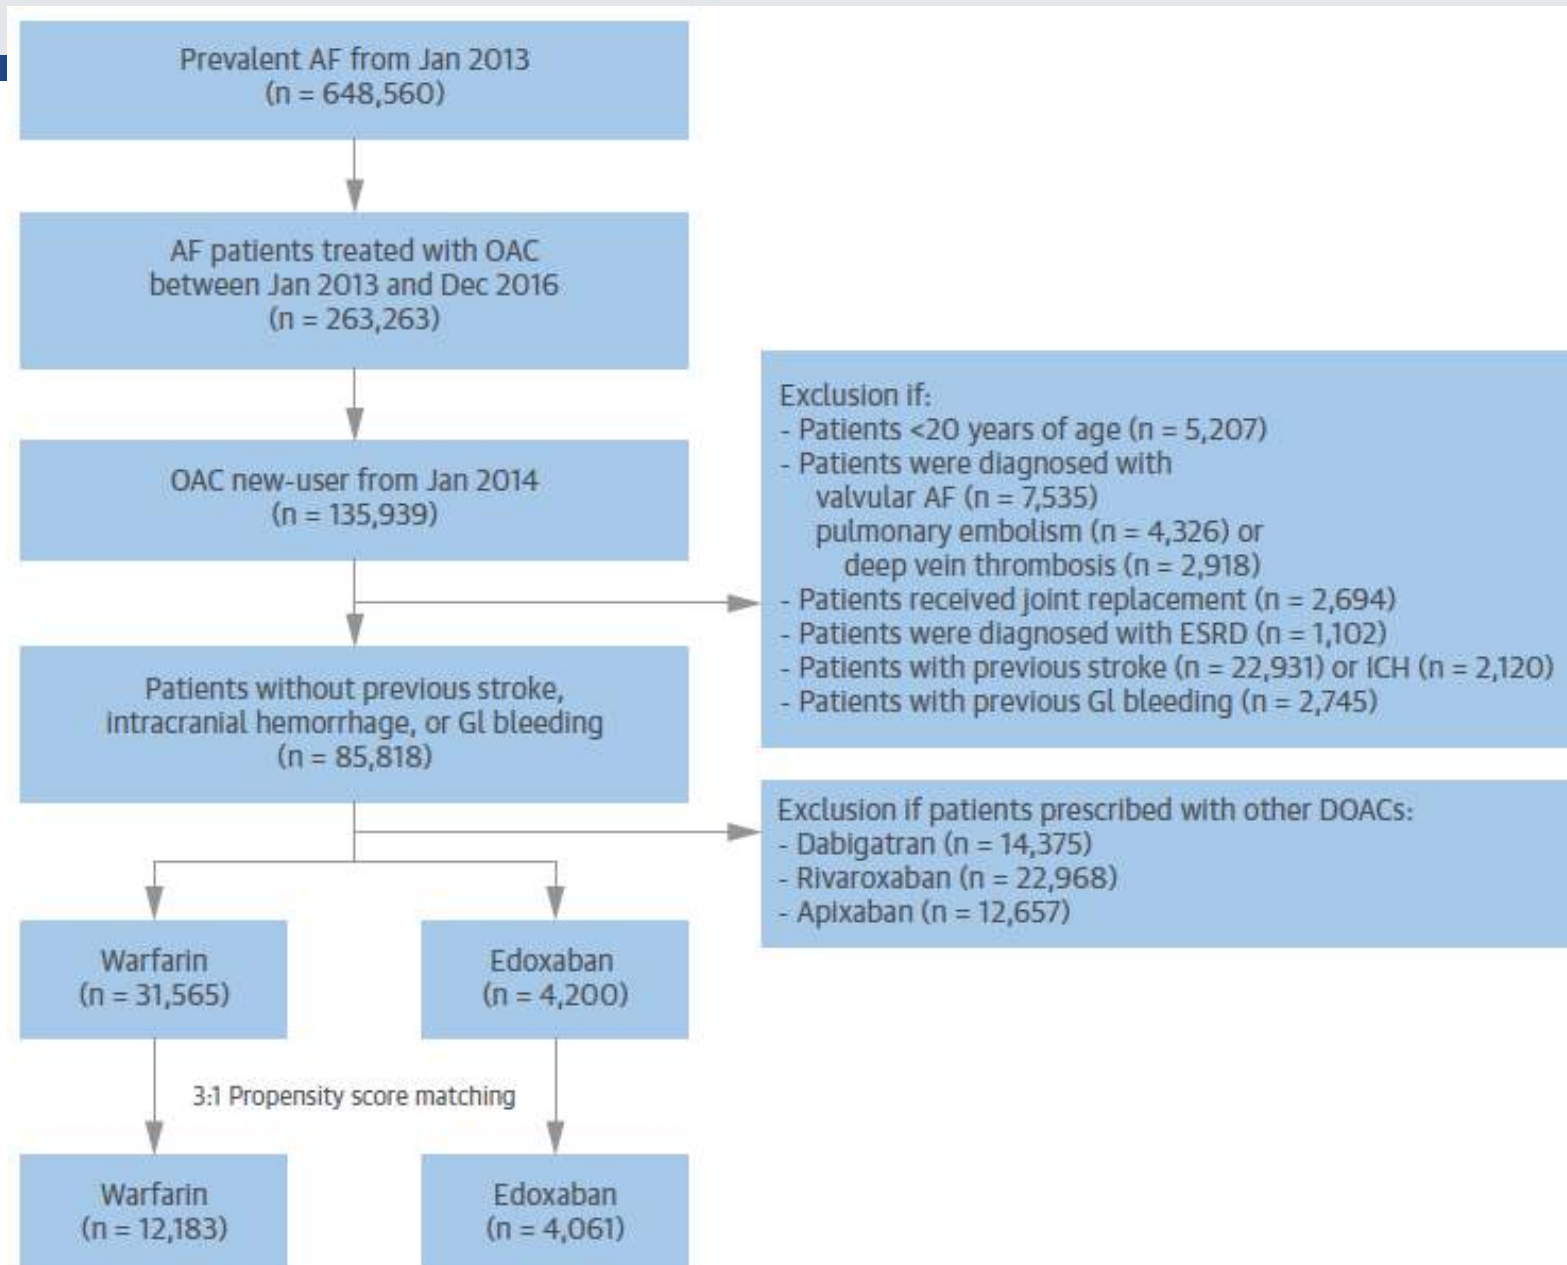 Prevalent AF from Jan 2013
(n = 648,560)
AF patients treated with OAC
between Jan 2013 and Dec 2016
(n = 263,263)
OAC new-user from Jan 2014
(n = 135,939)
Exclusion if:
- Patients <20 years of age (n = 5,207)
- Patients were diagnosed with
valvular AF (n = 7,535)
pulmonary embolism (n = 4,326) or
deep vein thrombosis (n = 2,918)
- Patients received joint replacement (n = 2,694)
- Patients were diagnosed with ESRD (n = 1,102)
- Patients with previous stroke (n = 22,931) or ICH (n = 2,120)
- Patients with previous GI bleeding (n = 2,745)
Patients without previous stroke,
intracranial hemorrhage, or GI bleeding
(n = 85,818)
Exclusion if patients prescribed with other DOACs:
- Dabigatran (n = 14,375)
- Rivaroxaban (n = 22,968)
- Apixaban (n = 12,657)
Warfarin
(n = 31,565)
Edoxaban
(n = 4,200)
3:1 Propensity score matching
Warfarin
(n = 12,183)
Edoxaban
(n = 4,061)